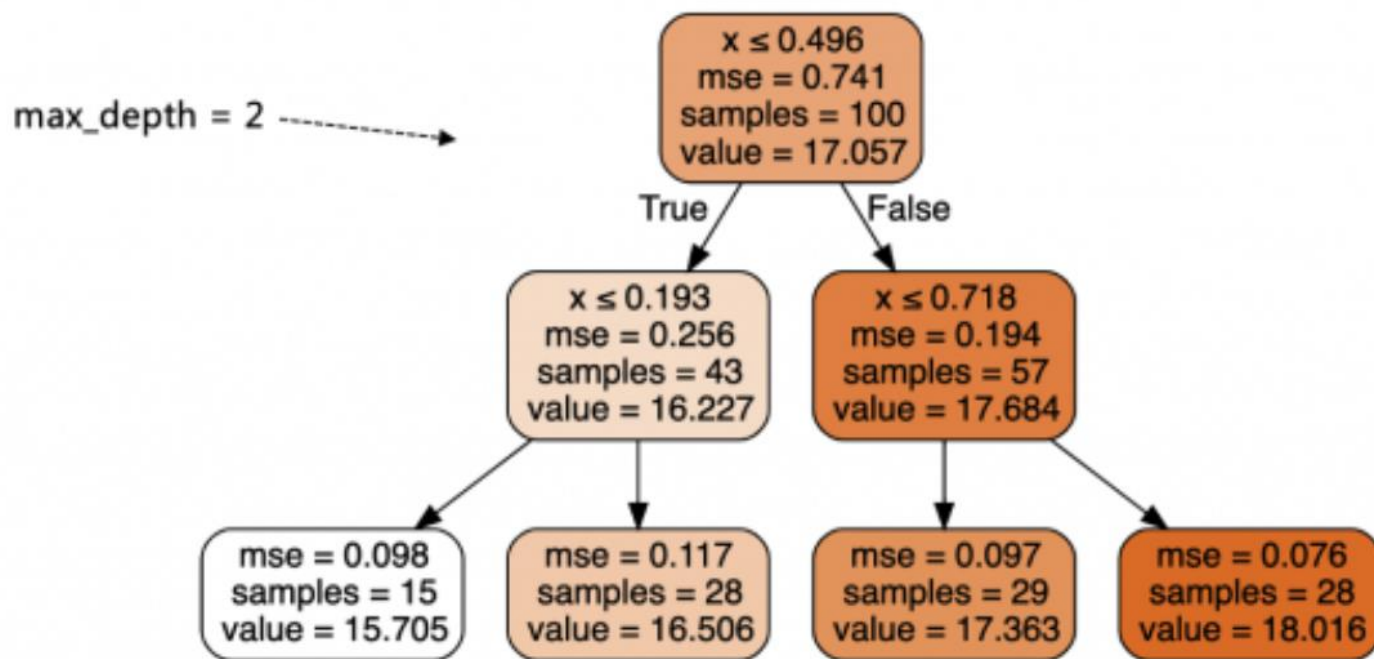 x ≤ 0.496
mse = 0.741
samples = 100
value = 17.057
max_depth = 2
True
False
x ≤ 0.193
mse = 0.256
samples = 43
value = 16.227
x ≤ 0.718
mse = 0.194
samples = 57
value = 17.684
mse = 0.098
samples = 15
value = 15.705
mse = 0.117
samples = 28
value = 16.506
mse = 0.097
samples = 29
value = 17.363
mse = 0.076
samples = 28
value = 18.016